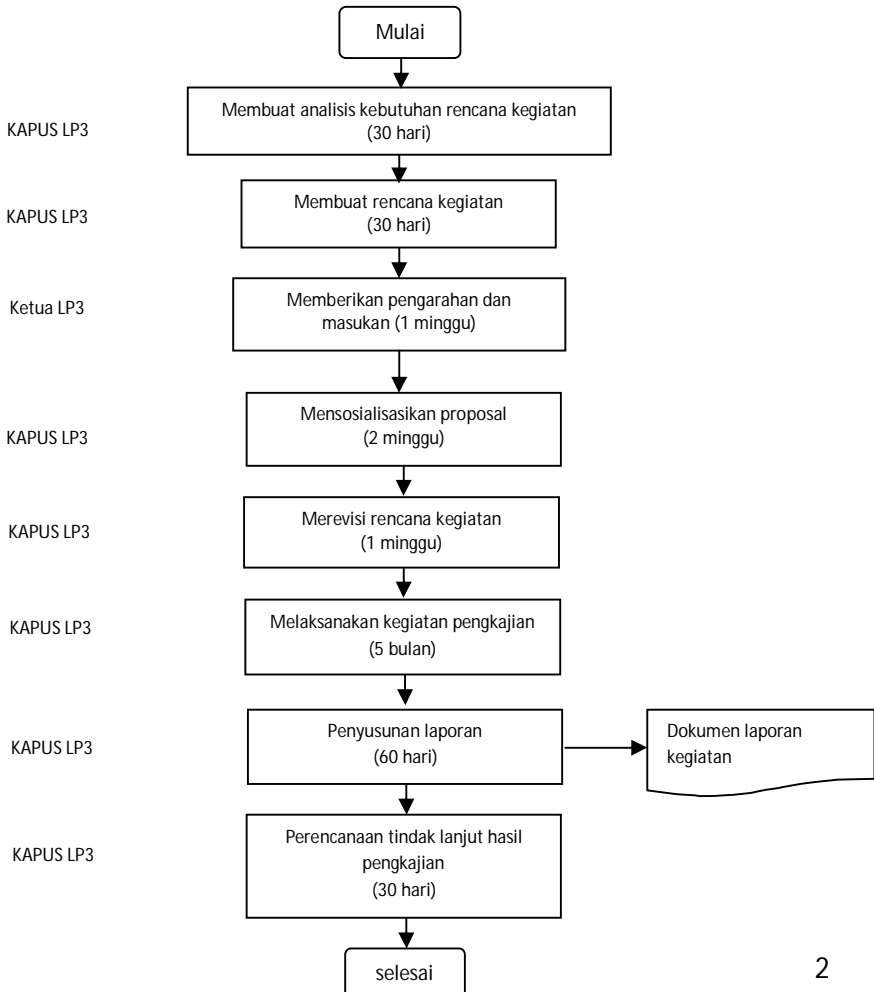 Mulai
KAPUS LP3
Membuat analisis kebutuhan rencana kegiatan
(30 hari)
KAPUS LP3
Membuat rencana kegiatan
(30 hari)
Ketua LP3
Memberikan pengarahan dan
masukan (1 minggu)
KAPUS LP3
Mensosialisasikan proposal
(2 minggu)
KAPUS LP3
Merevisi rencana kegiatan
(1 minggu)
KAPUS LP3
Melaksanakan kegiatan pengkajian
(5 bulan)
KAPUS LP3
Penyusunan laporan
(60 hari)
Dokumen laporan
kegiatan
KAPUS LP3
Perencanaan tindak lanjut hasil
pengkajian
(30 hari)
selesai
2